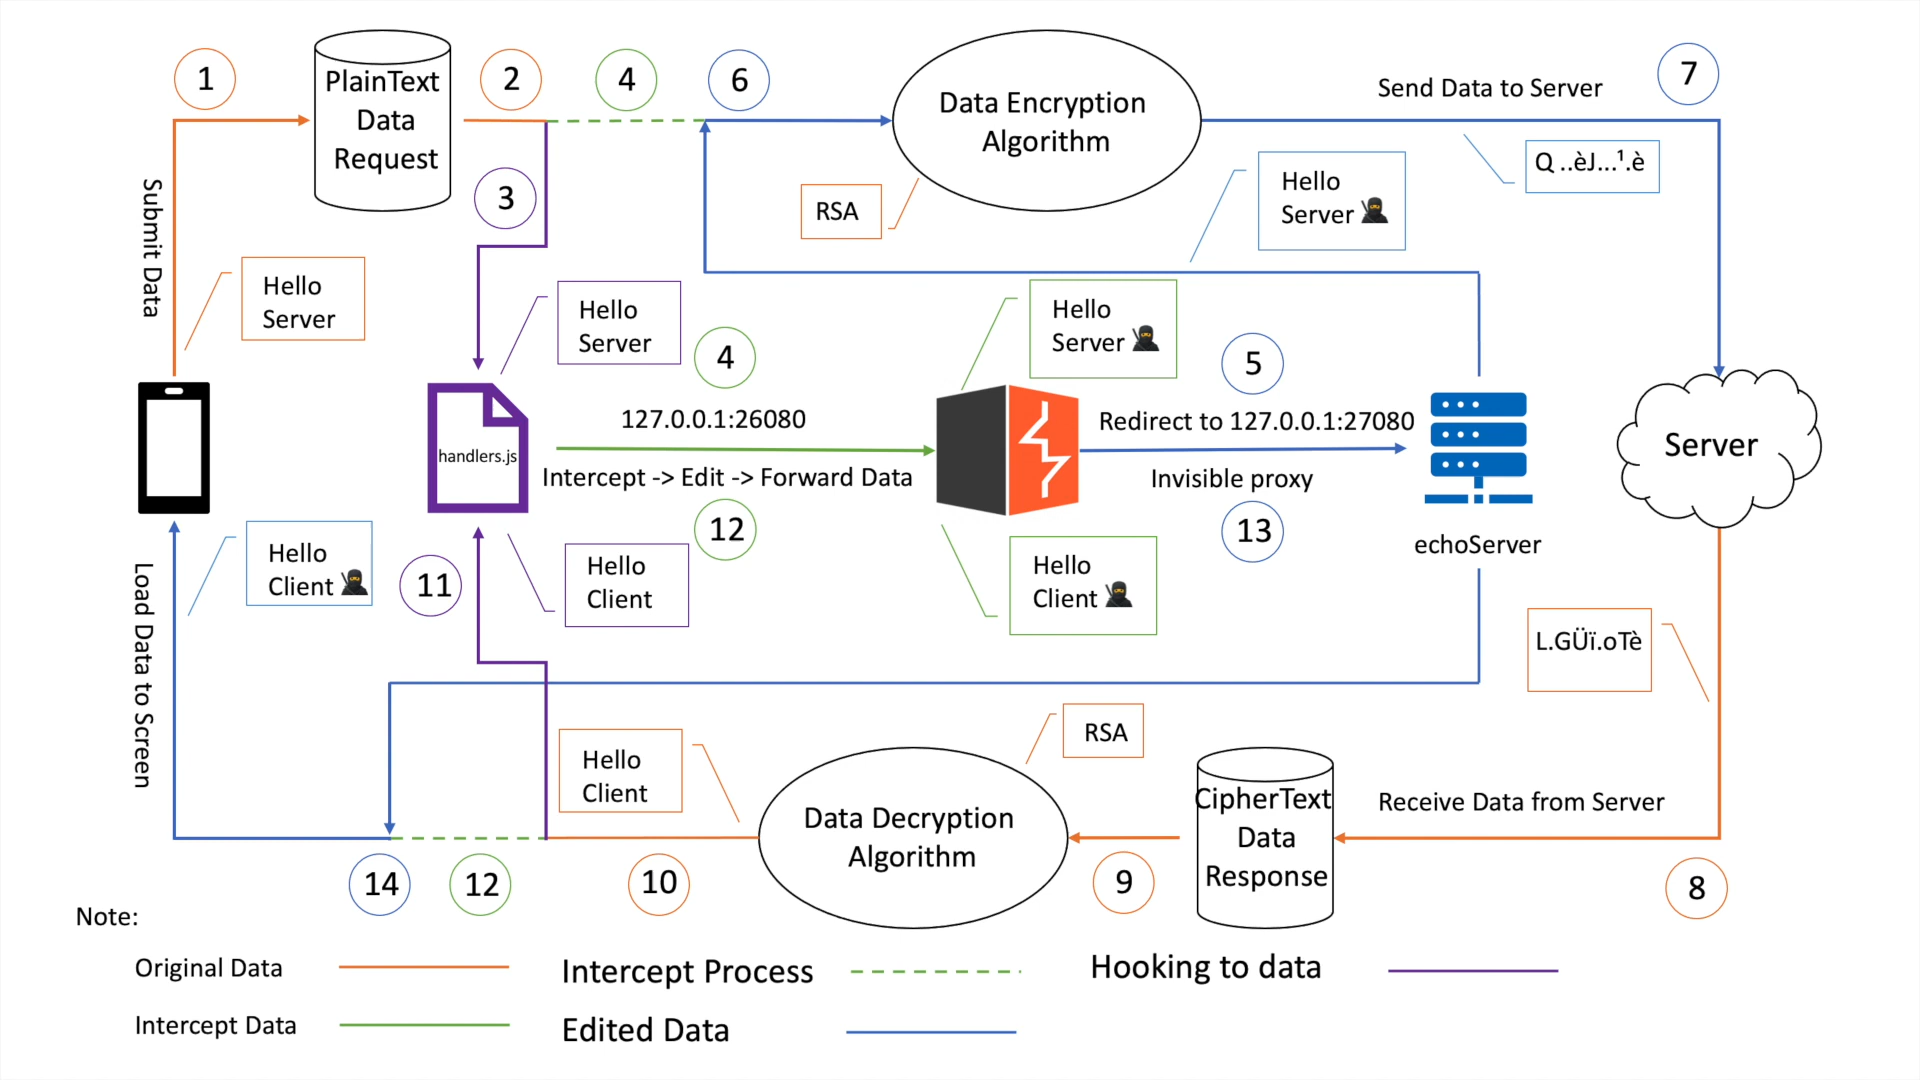 1
PlainText
Data
Request
2
4
6
Data Encryption
Algorithm
Send Data to Server
7
Q ..èJ...¹.è
3
RSA
Hello
Server
Submit Data
Hello
Server
Hello
Server
4
Hello
Server
5
127.0.0.1:26080
Redirect to 127.0.0.1:27080
handlers.js
Intercept -> Edit -> Forward Data
Invisible proxy
Server
12
13
echoServer
Hello
Client
11
Hello
Client
Hello
Client
Load Data to Screen
L.GÜï.oTè
Hello
Client
RSA
Data Decryption
Algorithm
CipherText
Data
Response
Receive Data from Server
14
12
10
9
8
Note:
Original Data
Intercept Process
Hooking to data
Intercept Data
Edited Data